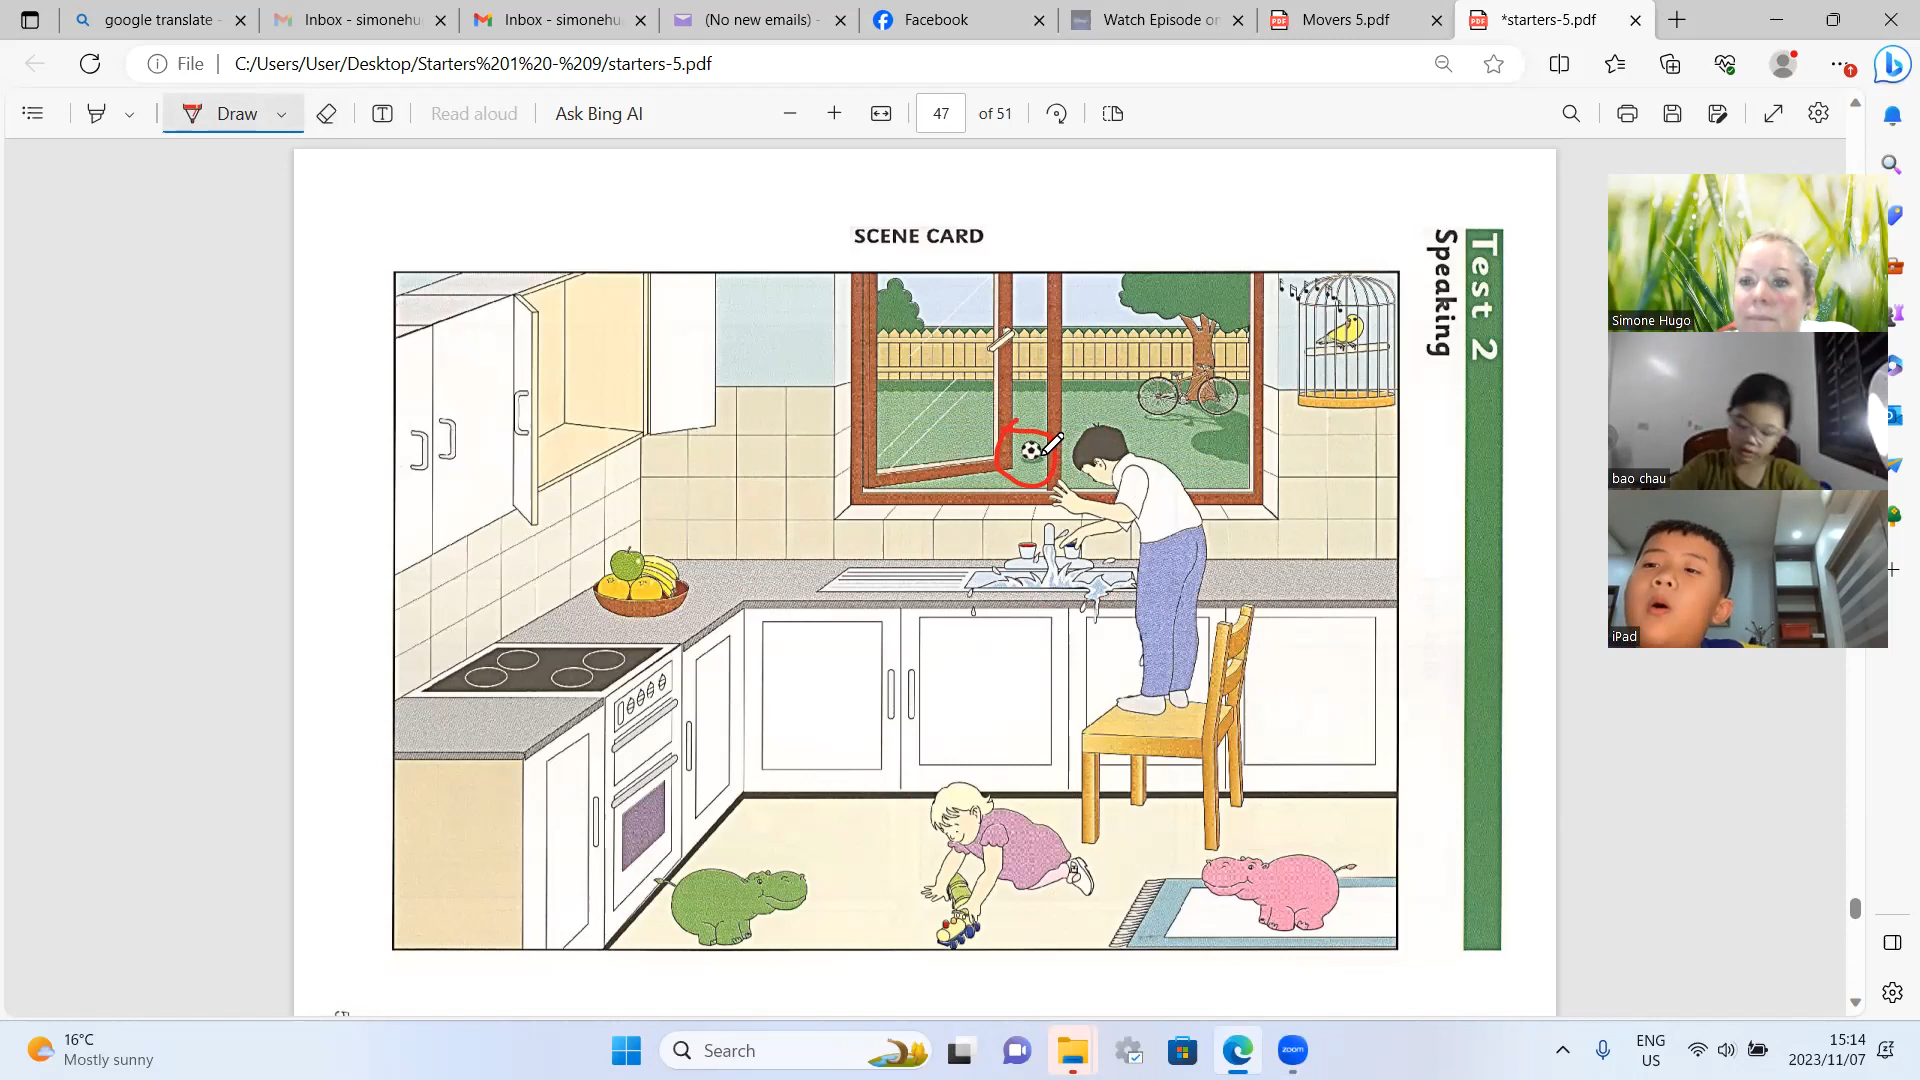 google translate -
Inbox - simonehu
Inbox - simonehu
(No new emails) -
Facebook
Watch Episode on
Movers 5.pdf
*starters-5.pdf
File
C:/Users/User/Desktop/Starters%201%20-%209/starters-5.pdf
Draw
Read aloud
Ask Bing AI
47
of 51
SCENE CARD
Test 2
Speaking
Simone Hugo
bao chau
iPad
16°C
Mostly sunny
Search
zoom
ENG
US
15:14
2023/11/07